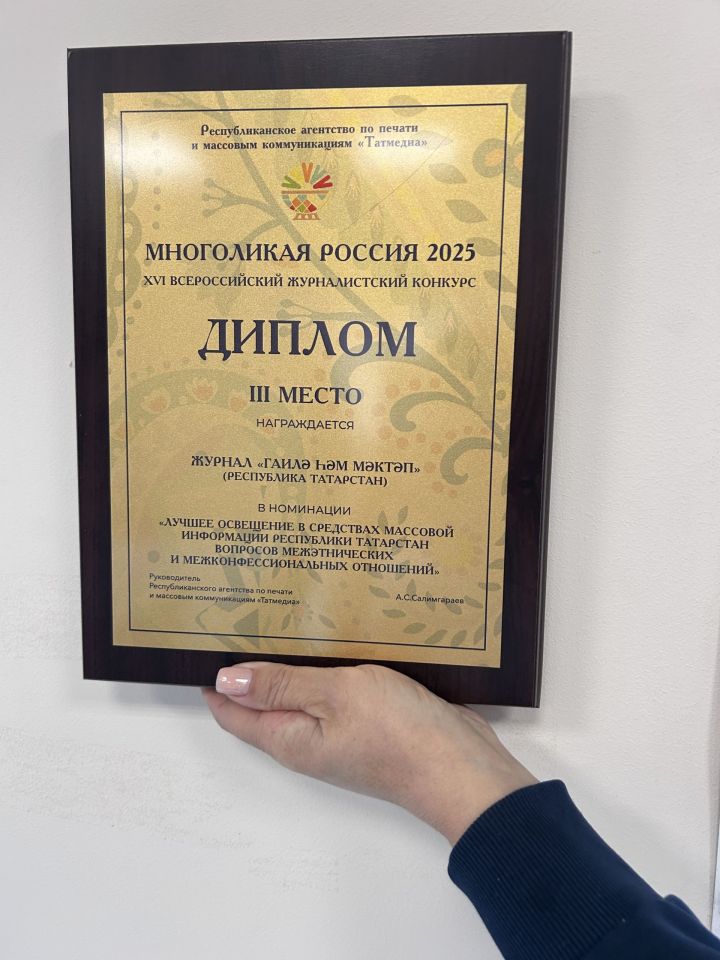 Республиканское агентство по печати
и массовым коммуникациям «Татмедиа»
МНОГОЛИКАЯ РОССИЯ 2025
XVI ВСЕРОССИЙСКИЙ ЖУРНАЛИСТСКИЙ КОНКУРС
ДИПЛОМ
III МЕСТО
НАГРАЖДАЕТСЯ
ЖУРНАЛ «ГАИЛӘ ҺӘМ МӘКТӘП»
(РЕСПУБЛИКА ТАТАРСТАН)
В НОМИНАЦИИ
«ЛУЧШЕЕ ОСВЕЩЕНИЕ В СРЕДСТВАХ МАССОВОЙ
ИНФОРМАЦИИ РЕСПУБЛИКИ ТАТАРСТАН
ВОПРОСОВ МЕЖЭТНИЧЕСКИХ
И МЕЖКОНФЕССИОНАЛЬНЫХ ОТНОШЕНИЙ»
Руководитель
Республиканского агентства по печати
и массовым коммуникациям «Татмедиа»
А.С.Салимгараев